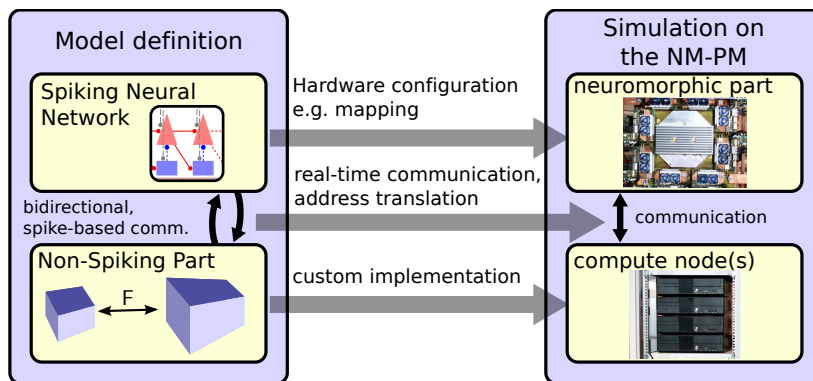 Model definition
Spiking Neural
Network
bidirectional,
spike-based comm.
Non-Spiking Part
F
Hardware configuration
e.g. mapping
real-time communication,
address translation
custom implementation
Simulation on
the NM-PM
neuromorphic part
communication
compute node(s)